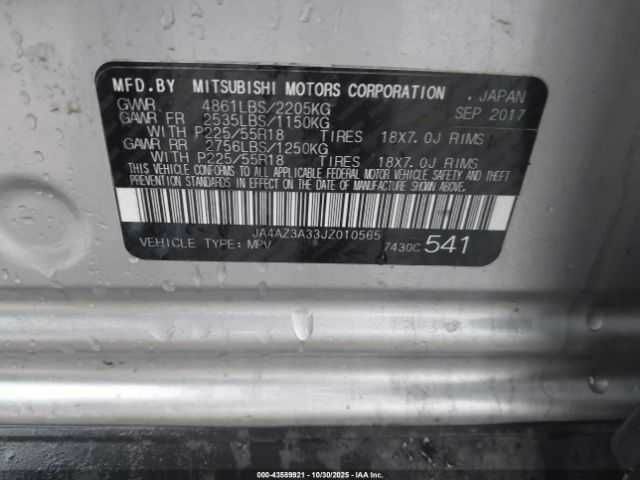 MFD.BY MITSUBISHI MOTORS CORPORATION . JAPAN
GVWR 4861LBS/2205KG SEP 2017
GAWR FR 2535LBS/1150KG
WITH P225/55R18 TIRES 18X7.0J RIMS
GAWR RR 2756LBS/1250KG
WITH P225/55R18 TIRES 18X7.0J RIMS
THIS VEHICLE CONFORMS TO ALL APPLICABLE FEDERAL MOTOR VEHICLE SAFETY AND THEFT
PREVENTION STANDARDS IN EFFECT ON THE DATE OF MANUFACTURE SHOWN ABOVE.
JA4AZ3A33JZ010565
VEHICLE TYPE: MPV 7430C 541
000-43589921 - 10/30/2025 - © IAA Inc.